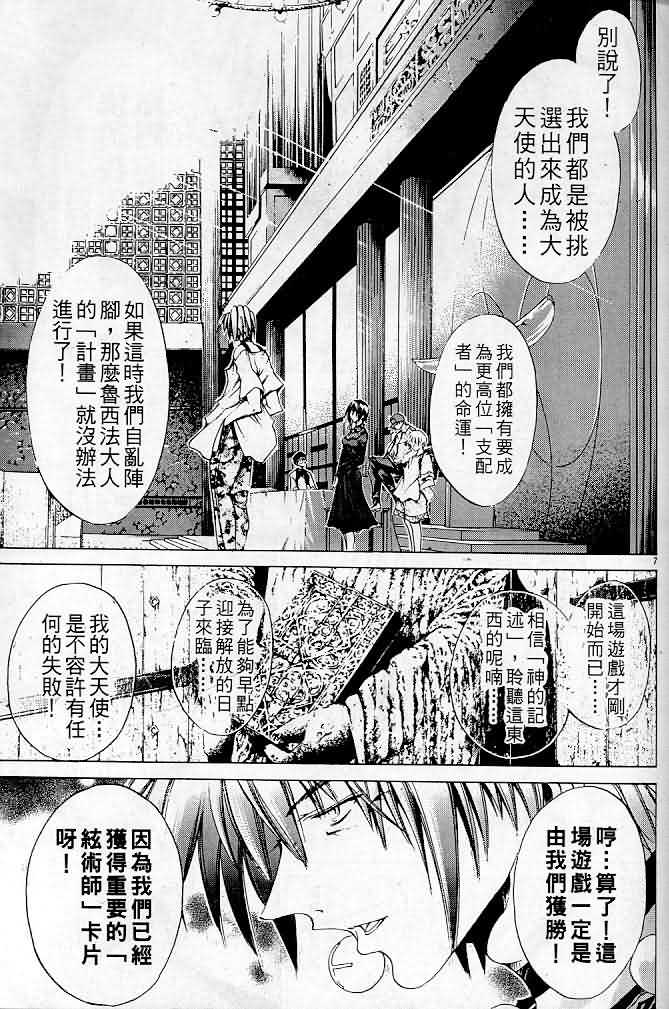 別說了！
我們都是被挑
選出來成為大
天使的人……
我們都擁有要成
為更高位「支配
者」的命運！
如果這時我們自亂陣
腳，那麼魯西法大人
的「計畫」就沒辦法
進行了！
7
這場遊戲才剛
開始而已……
相信「神的記
述」，聆聽這東
西的呢喃……
為了能夠早點
迎接解放的日
子來臨……
我的大天使…
是不容許有任
何的失敗！
哼…算了！這
場遊戲一定是
由我們獲勝！
因為我們已經
獲得重要的「
絃術師」卡片
呀！